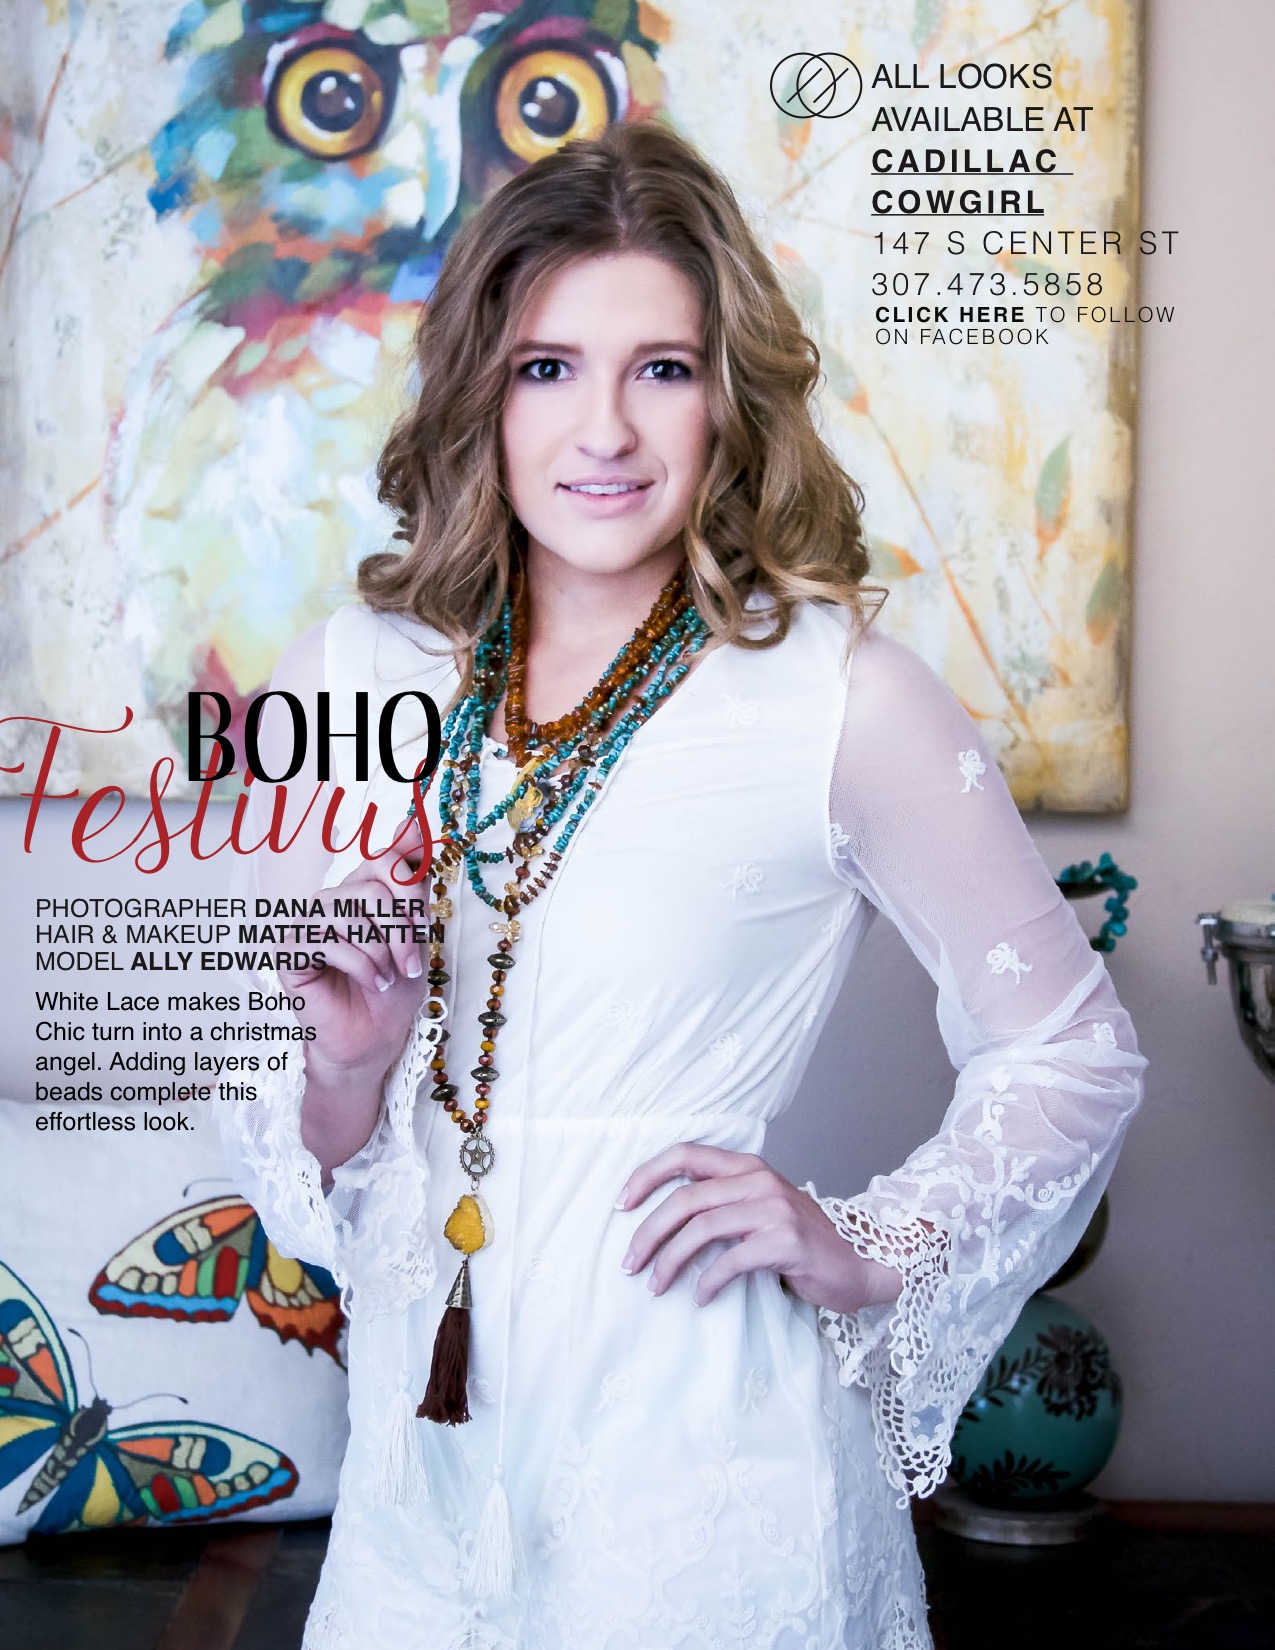 ALL LOOKS
AVAILABLE AT
CADILLAC
COWGIRL
147 S CENTER ST
307.473.5858
CLICK HERE TO FOLLOW
ON FACEBOOK
BOHO
Festivus
PHOTOGRAPHER DANA MILLER
HAIR & MAKEUP MATTEA HATTEN
MODEL ALLY EDWARDS
White Lace makes Boho
Chic turn into a christmas
angel. Adding layers of
beads complete this
effortless look.